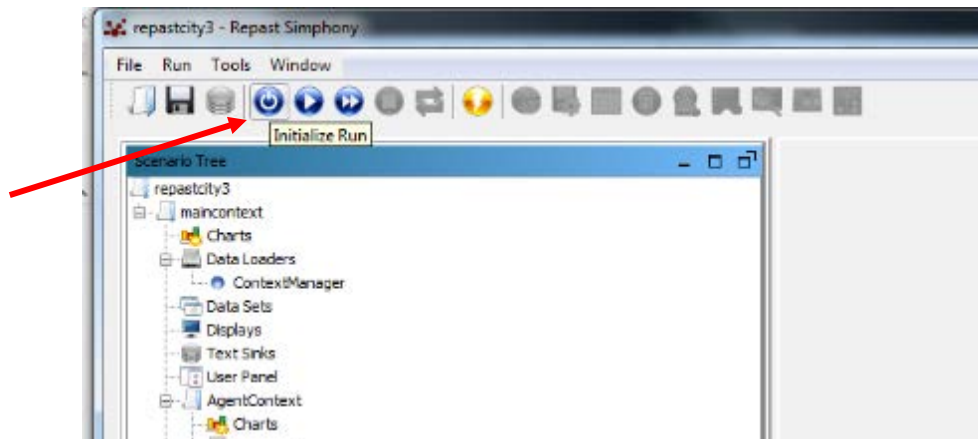 repastcity3 - Repast Simphony
File Run Tools Window
Initialize Run
Scenario Tree
repastcity3
maincontext
Charts
Data Loaders
ContextManager
Data Sets
Displays
Text Sinks
User Panel
AgentContext
Charts